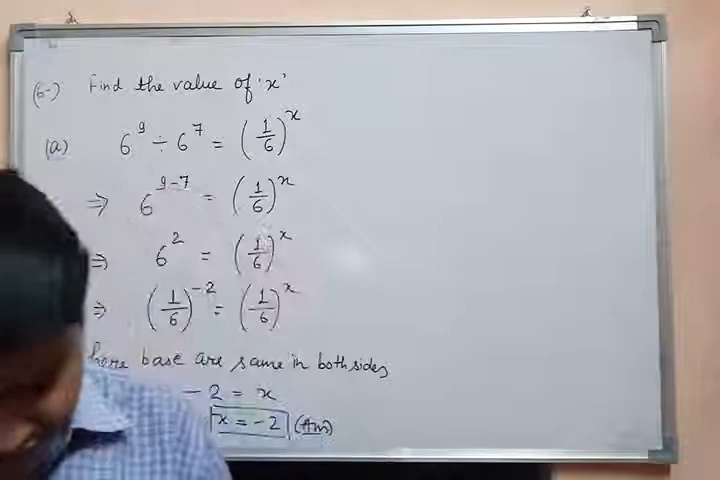 (6-) Find the value of 'x'
(a) 6^9 ÷ 6^7 = (1/6)^x
⇒ 6^(9-7) = (1/6)^x
⇒ 6^2 = (1/6)^x
⇒ (1/6)^(-2) = (1/6)^x
here base are same in both sides
-2 = x
x = -2 (Ans)